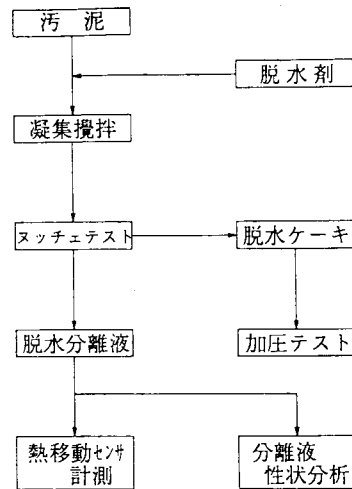 汚泥
脱水剤
凝集攪拌
ヌッチェテスト
脱水ケーキ
脱水分離液
加圧テスト
熱移動センサ
計測
分離液
性状分析